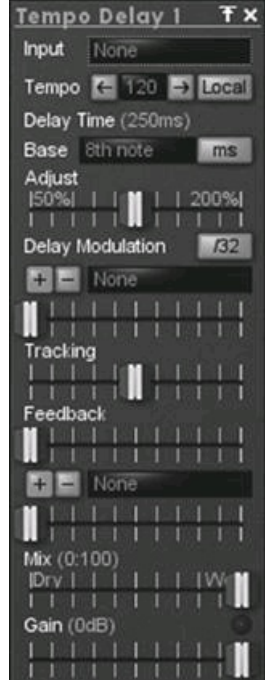 Tempo Delay 1
Input None
Tempo 120 Local
Delay Time (250ms)
Base 8th note ms
Adjust
50% 200%
Delay Modulation /32
+ - None
Tracking
Feedback
+ - None
Mix (0:100)
Dry
Gain (0dB)